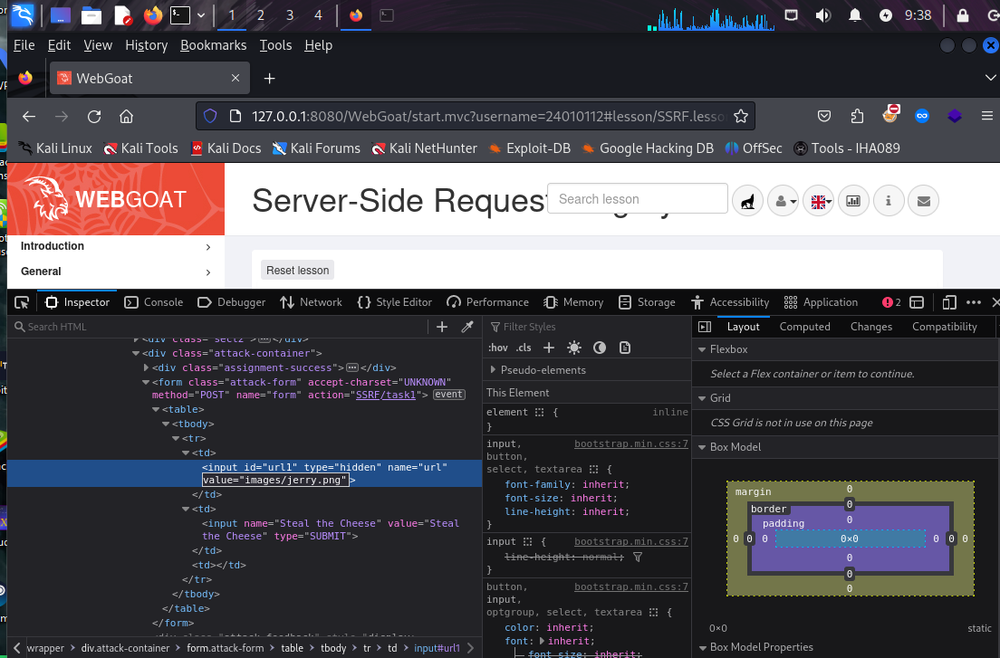 1 2 3 4 9:38
File Edit View History Bookmarks Tools Help
WebGoat
127.0.0.1:8080/WebGoat/start.mvc?username=24010112#lesson/SSRF.lesso
Kali Linux Kali Tools Kali Docs Kali Forums Kali NetHunter Exploit-DB Google Hacking DB OffSec Tools - IHA089
WEBGOAT
Server-Side Reques
Search lesson
Introduction
General
Reset lesson
Inspector Console Debugger Network Style Editor Performance Memory Storage Accessibility Application 2
Search HTML
<div class="sect2"></div>
<div class="attack-container">
<div class="assignment-success"></div>
<form class="attack-form" accept-charset="UNKNOWN"
method="POST" name="form" action="SSRF/task1"> event
<table>
<tbody>
<tr>
<td>
<input id="url1" type="hidden" name="url"
value="images/jerry.png">
</td>
<td>
<input name="Steal the Cheese" value="Steal
the Cheese" type="SUBMIT">
</td>
<td></td>
</tr>
</tbody>
</table>
</form>
<div class="attack-feedback" style="display:
wrapper div.attack-container form.attack-form table tbody tr td input#url1
Filter Styles
:hov .cls
Pseudo-elements
This Element
element { inline
}
input, bootstrap.min.css:7
button,
select, textarea {
font-family: inherit;
font-size: inherit;
line-height: inherit;
}
input { bootstrap.min.css:7
line-height: normal;
}
button, bootstrap.min.css:7
input,
optgroup, select, textarea {
color: inherit;
font: inherit;
font-size: inherit;
Layout Computed Changes Compatibility
Flexbox
Select a Flex container or item to continue.
Grid
CSS Grid is not in use on this page
Box Model
margin 0
border 0
padding 0
0 0 0 0×0 0 0 0
0
0
0
0×0 static
Box Model Properties